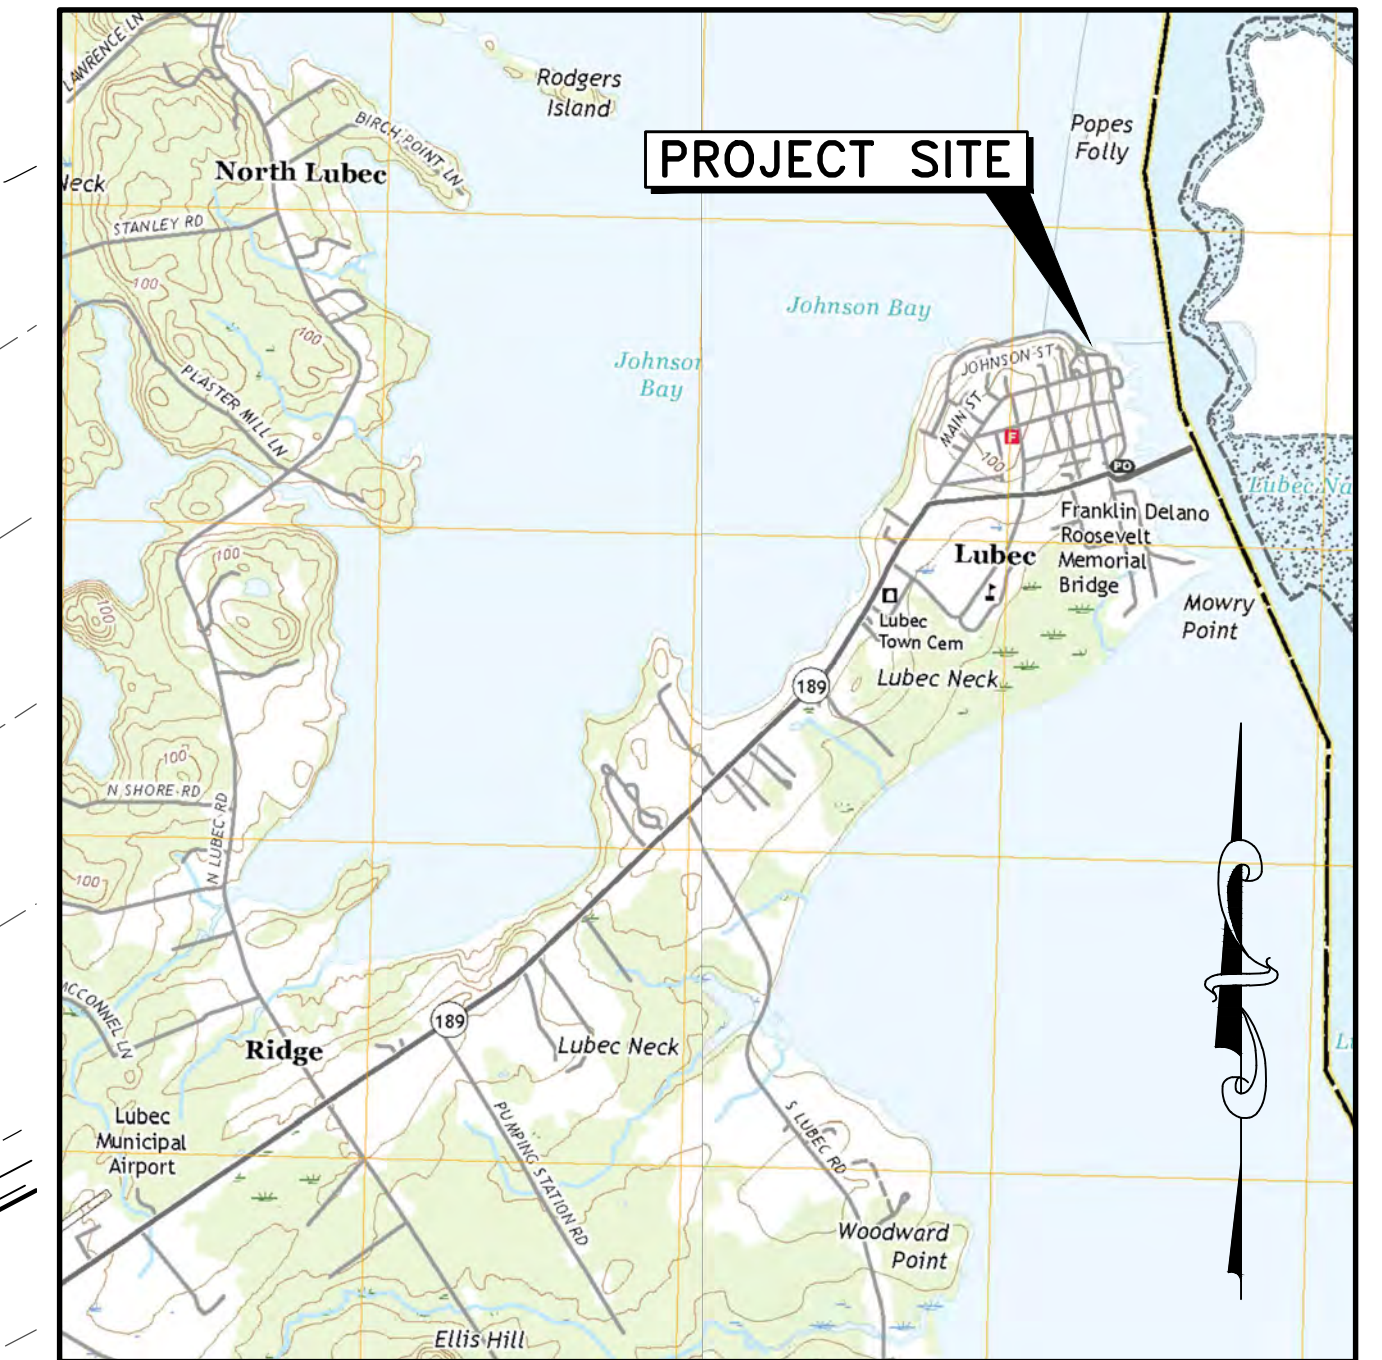 LAWRENCE LN
Rodgers
Island
BIRCH POINT LN
Popes
Folly
PROJECT SITE
North Lubec
Neck
STANLEY RD
100
Johnson Bay
100
Johnson
Bay
JOHNSON ST
PLASTER MILL LN
MAIN ST
F
100
PO
Lubec Na
Franklin Delano
Roosevelt
Memorial
Bridge
Lubec
100
100
Mowry
Point
Lubec
Town Cem
Lubec Neck
189
100
N SHORE RD
N LUBEC RD
100
MCCONNEL LN
189
Ridge
Lubec Neck
Lubec
Municipal
Airport
PUMPING STATION RD
S LUBEC RD
Woodward
Point
Ellis Hill